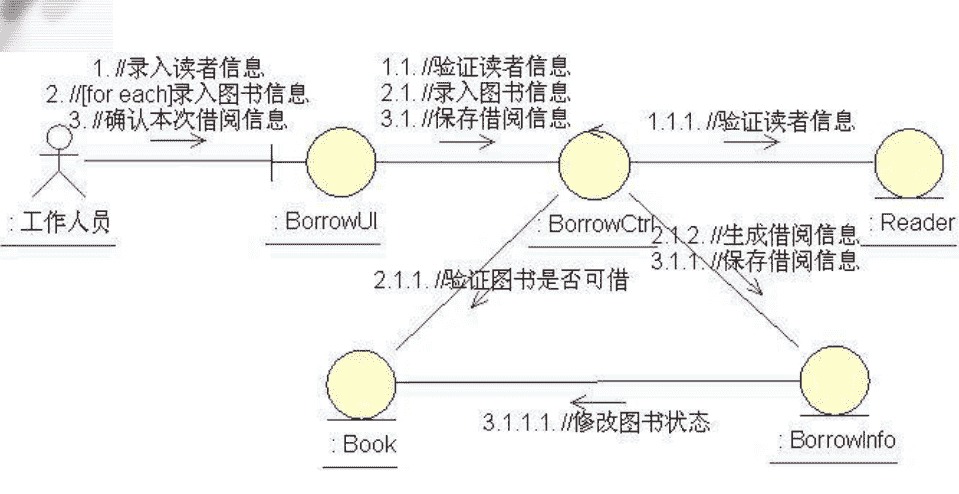 1. //录入读者信息
2. //[for each]录入图书信息
3. //确认本次借阅信息
1.1. //验证读者信息
2.1. //录入图书信息
3.1. //保存借阅信息
1.1.1. //验证读者信息
: 工作人员
: BorrowUI
: BorrowCtrl
: Reader
2.1.2. //生成借阅信息
3.1.1. //保存借阅信息
2.1.1. //验证图书是否可借
3.1.1.1. //修改图书状态
: Book
: BorrowInfo